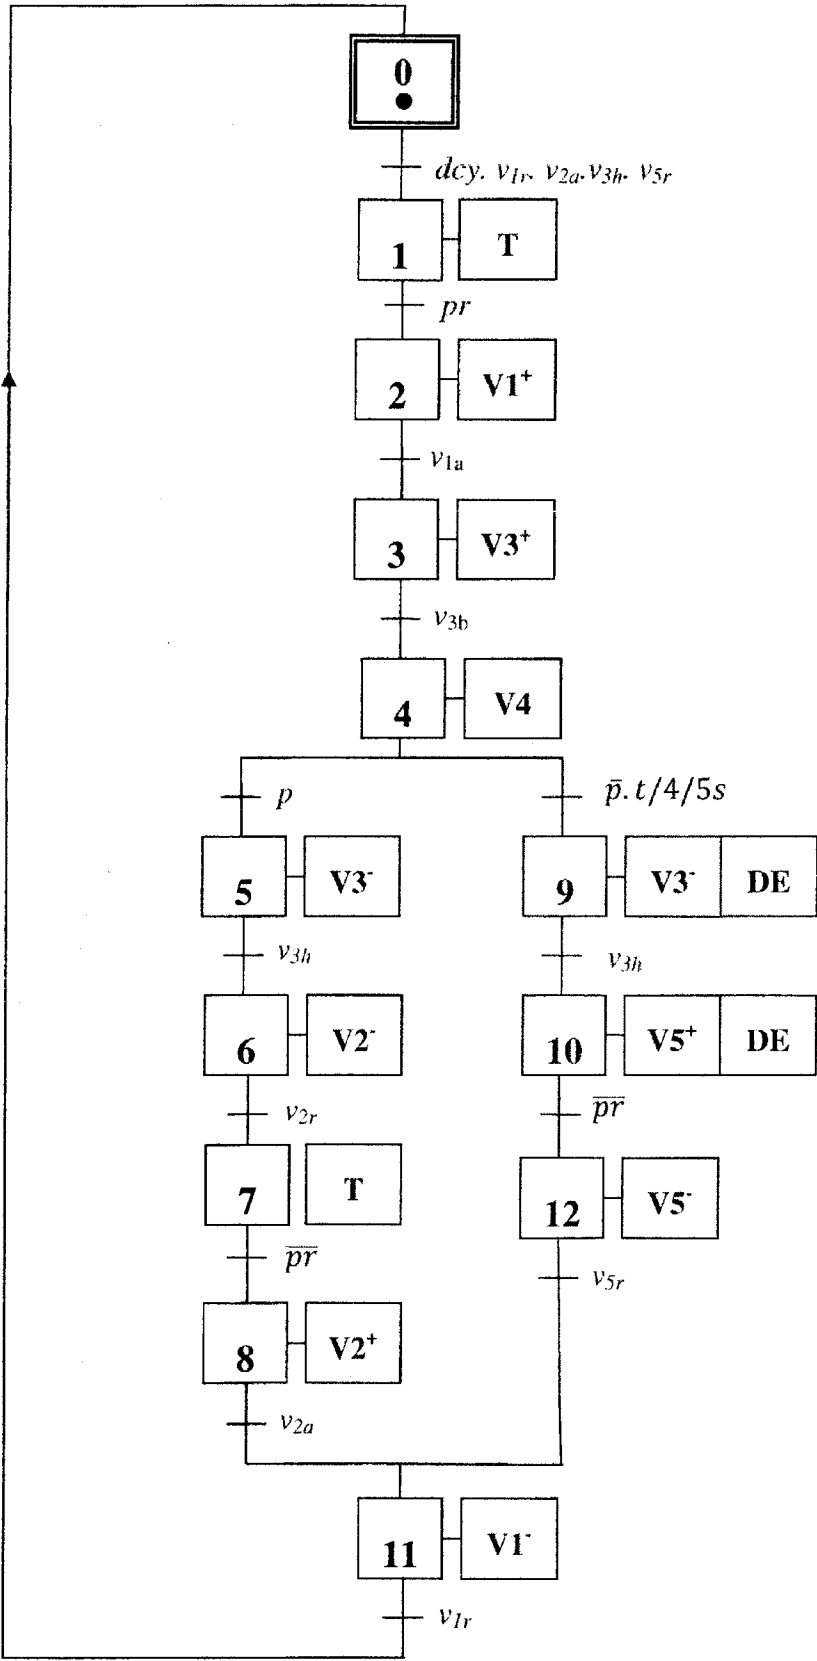 0
dcy. v1r. v2a. v3h. v5r
1 T
pr
2 V1⁺
v1a
3 V3⁺
v3b
4 V4
p p̄. t/4/5s
5 V3⁻ 9 V3⁻ DE
v3h v3h
6 V2⁻ 10 V5⁺ DE
v2r p̅r̅
7 T 12 V5⁻
p̅r̅ v5r
8 V2⁺
v2a
11 V1⁻
v1r